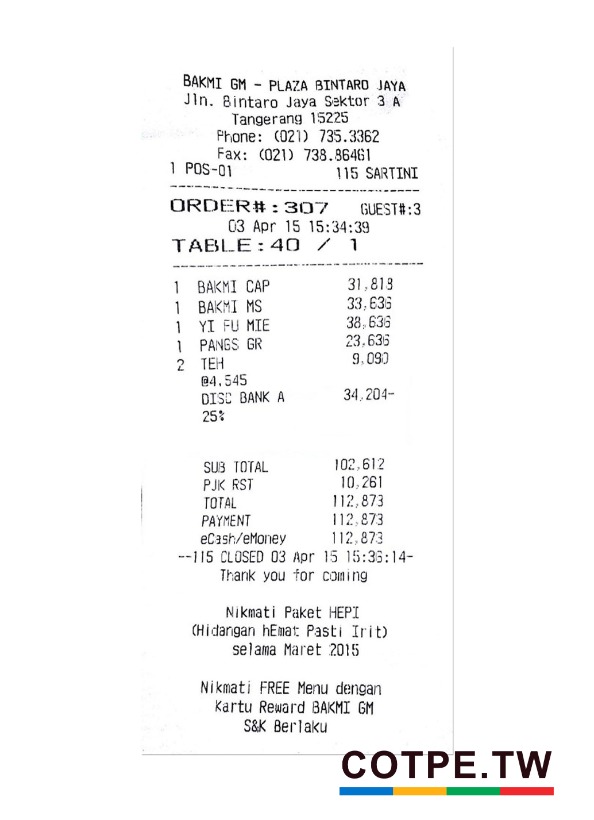 BAKMI GM - PLAZA BINTARO JAYA
Jln. Bintaro Jaya Sektor 3 A
Tangerang 15225
Phone: (021) 735.3362
Fax: (021) 738.86461
1 POS-01 115 SARTINI
ORDER#:307 GUEST#:3
03 Apr 15 15:34:39
TABLE:40 / 1
1 BAKMI CAP 31,818
1 BAKMI MS 33,636
1 YI FU MIE 38,636
1 PANGS GR 23,636
2 TEH 9,090
@4,545
DISC BANK A 34,204-
25%
SUB TOTAL 102,612
PJK RST 10,261
TOTAL 112,873
PAYMENT 112,873
eCash/eMoney 112,873
--115 CLOSED 03 Apr 15 15:36:14-
Thank you for coming
Nikmati Paket HEPI
(Hidangan hEmat Pasti Irit)
selama Maret 2015
Nikmati FREE Menu dengan
Kartu Reward BAKMI GM
S&K Berlaku
COTPE.TW